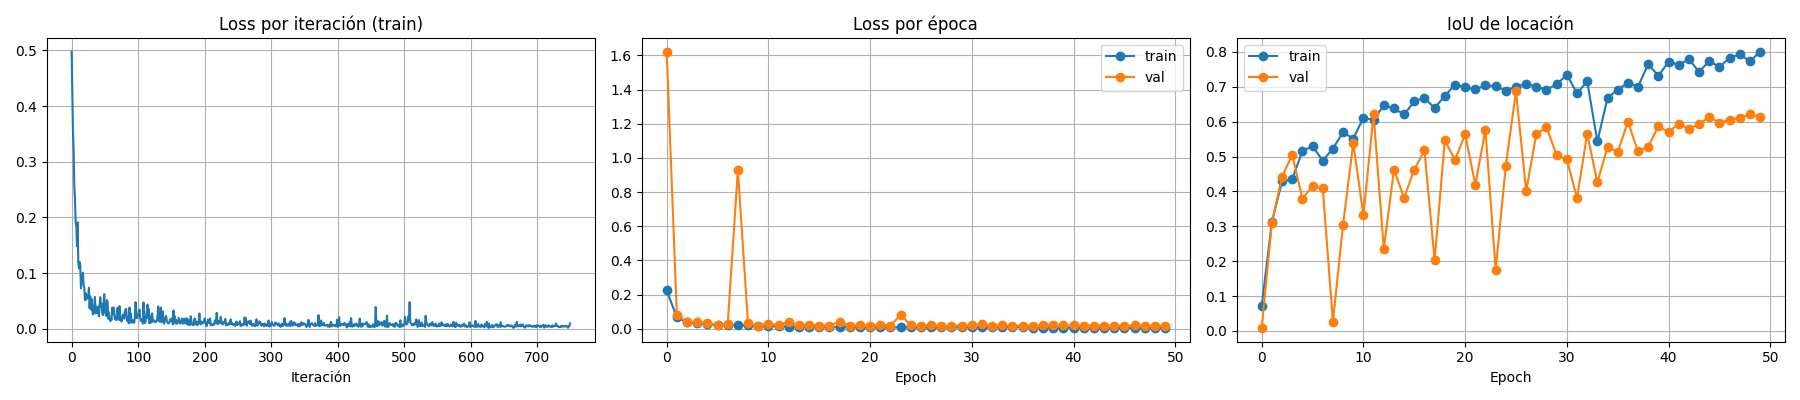 Loss por iteración (train)
0.5
0.4
0.3
0.2
0.1
0.0
0 100 200 300 400 500 600 700
Iteración
Loss por época
train
val
1.6
1.4
1.2
1.0
0.8
0.6
0.4
0.2
0.0
0 10 20 30 40 50
Epoch
IoU de locación
train
val
0.8
0.7
0.6
0.5
0.4
0.3
0.2
0.1
0.0
0 10 20 30 40 50
Epoch